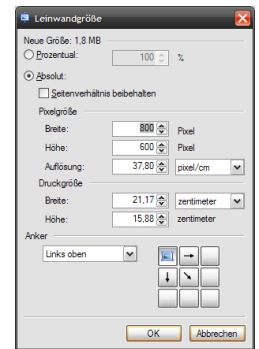 Leinwandgröße
Neue Größe: 1,8 MB
Prozentual: 100 %
Absolut:
Seitenverhältnis beibehalten
Pixelgröße
Breite: 800 Pixel
Höhe: 600 Pixel
Auflösung: 37,80 pixel/cm
Druckgröße
Breite: 21,17 zentimeter
Höhe: 15,88 zentimeter
Anker
Links oben
OK Abbrechen